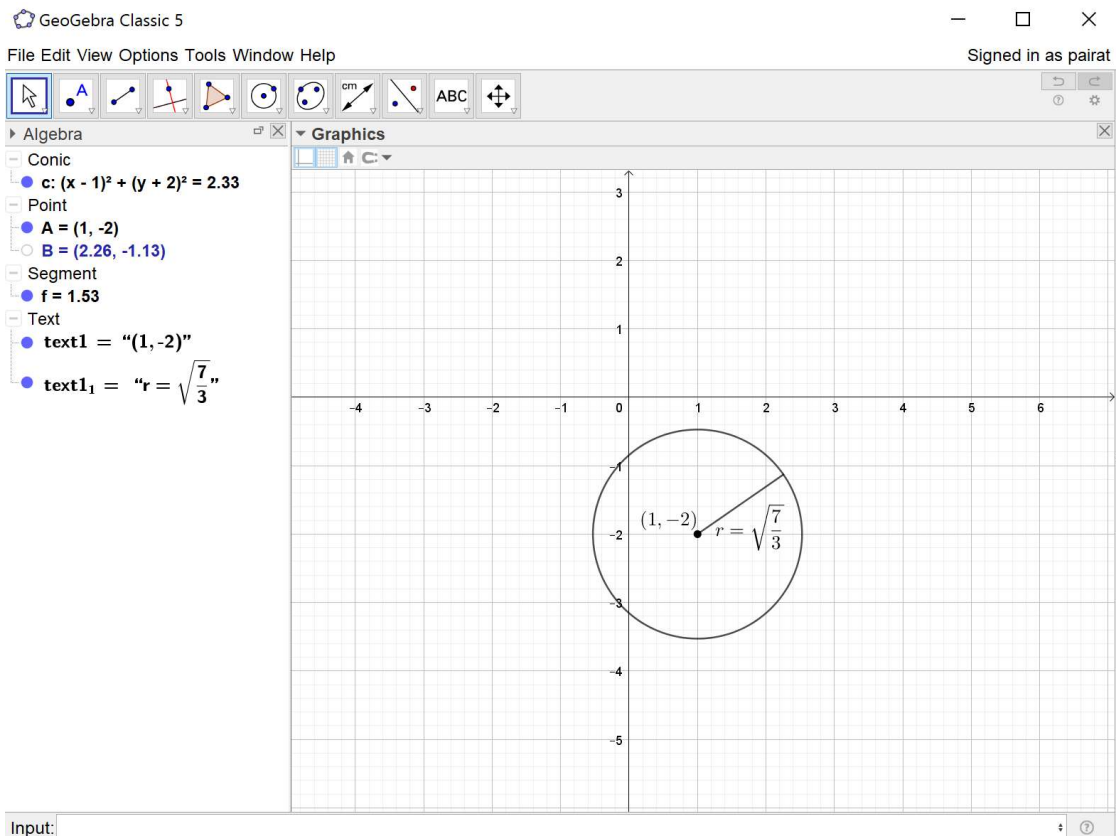 GeoGebra Classic 5
File Edit View Options Tools Window Help
Signed in as pairat
A
cm
ABC
Algebra
Graphics
Conic
c: (x - 1)² + (y + 2)² = 2.33
Point
A = (1, -2)
B = (2.26, -1.13)
Segment
f = 1.53
Text
text1 = “(1,-2)”
text1₁ = “r = √(7/3)”
3
2
1
−4 −3 −2 −1 0 1 2 3 4 5 6
−1
(1, −2)
r = √(7/3)
−2
−3
−4
−5
Input: